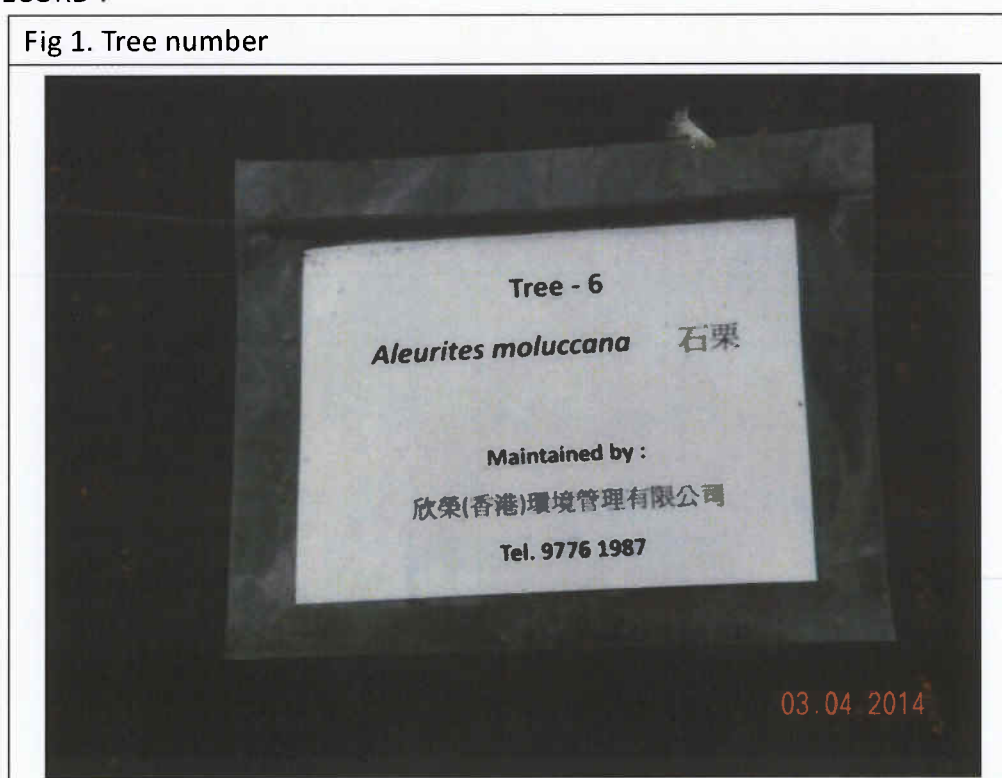 Fig 1. Tree number
Tree - 6
Aleurites moluccana 石栗
Maintained by :
欣榮(香港)環境管理有限公司
Tel. 9776 1987
03.04.2014